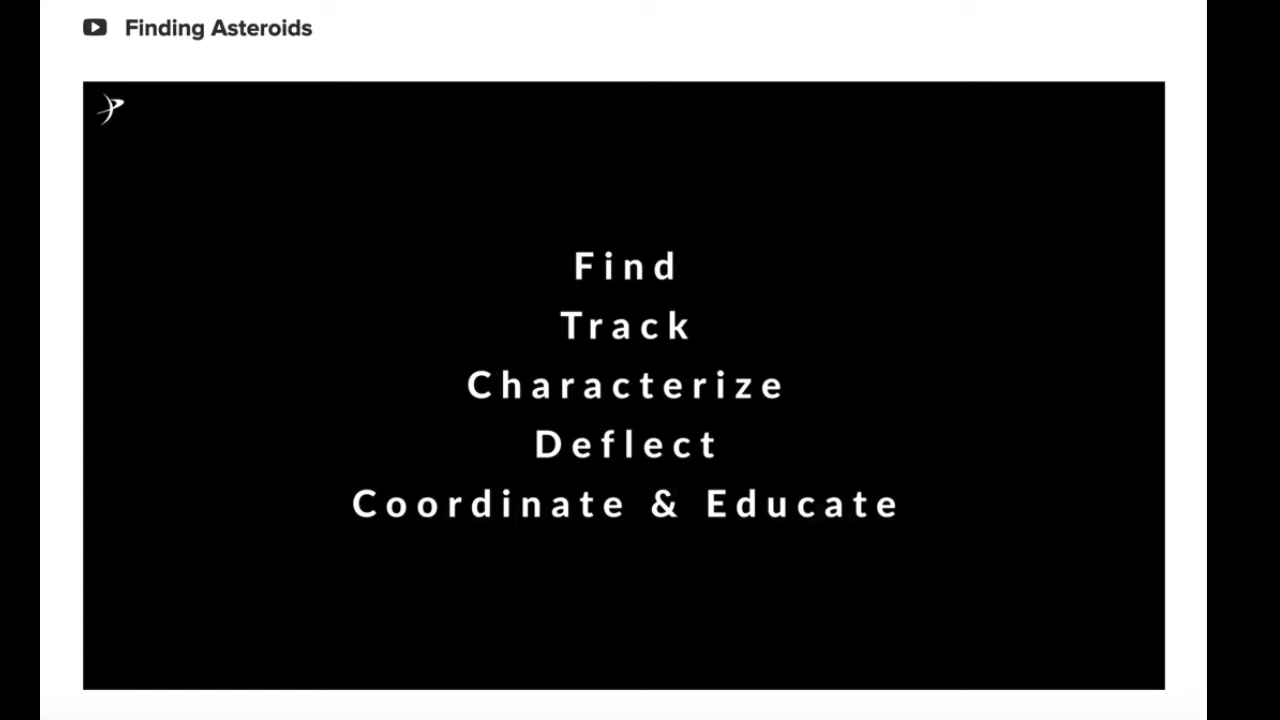 Finding Asteroids
Find
Track
Characterize
Deflect
Coordinate & Educate